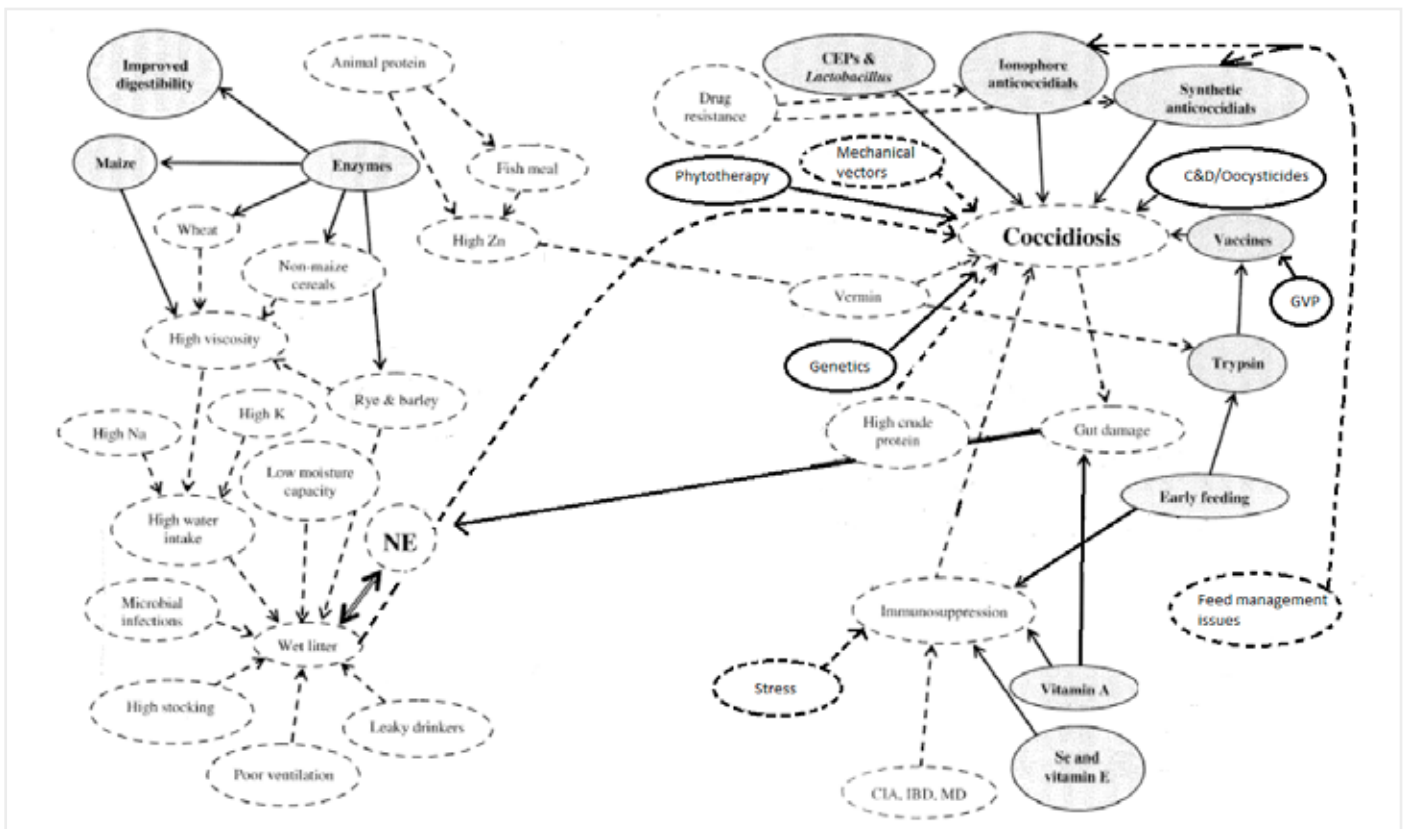 Improved
digestibility
Animal protein
CEPs &
Lactobacillus
Ionophore
anticoccidials
Synthetic
anticoccidials
Drug
resistance
Maize
Enzymes
Fish meal
Mechanical
vectors
Phytotherapy
C&D/Oocysticides
Wheat
High Zn
Coccidiosis
Vaccines
Non-maize
cereals
Vermin
GVP
High viscosity
Genetics
Trypsin
High Na
High K
Rye & barley
High crude
protein
Gut damage
Low moisture
capacity
Early feeding
High water
intake
NE
Microbial
infections
Immunosuppression
Feed management
issues
Wet litter
Stress
Vitamin A
High stocking
Leaky drinkers
Poor ventilation
Se and
vitamin E
CIA, IBD, MD